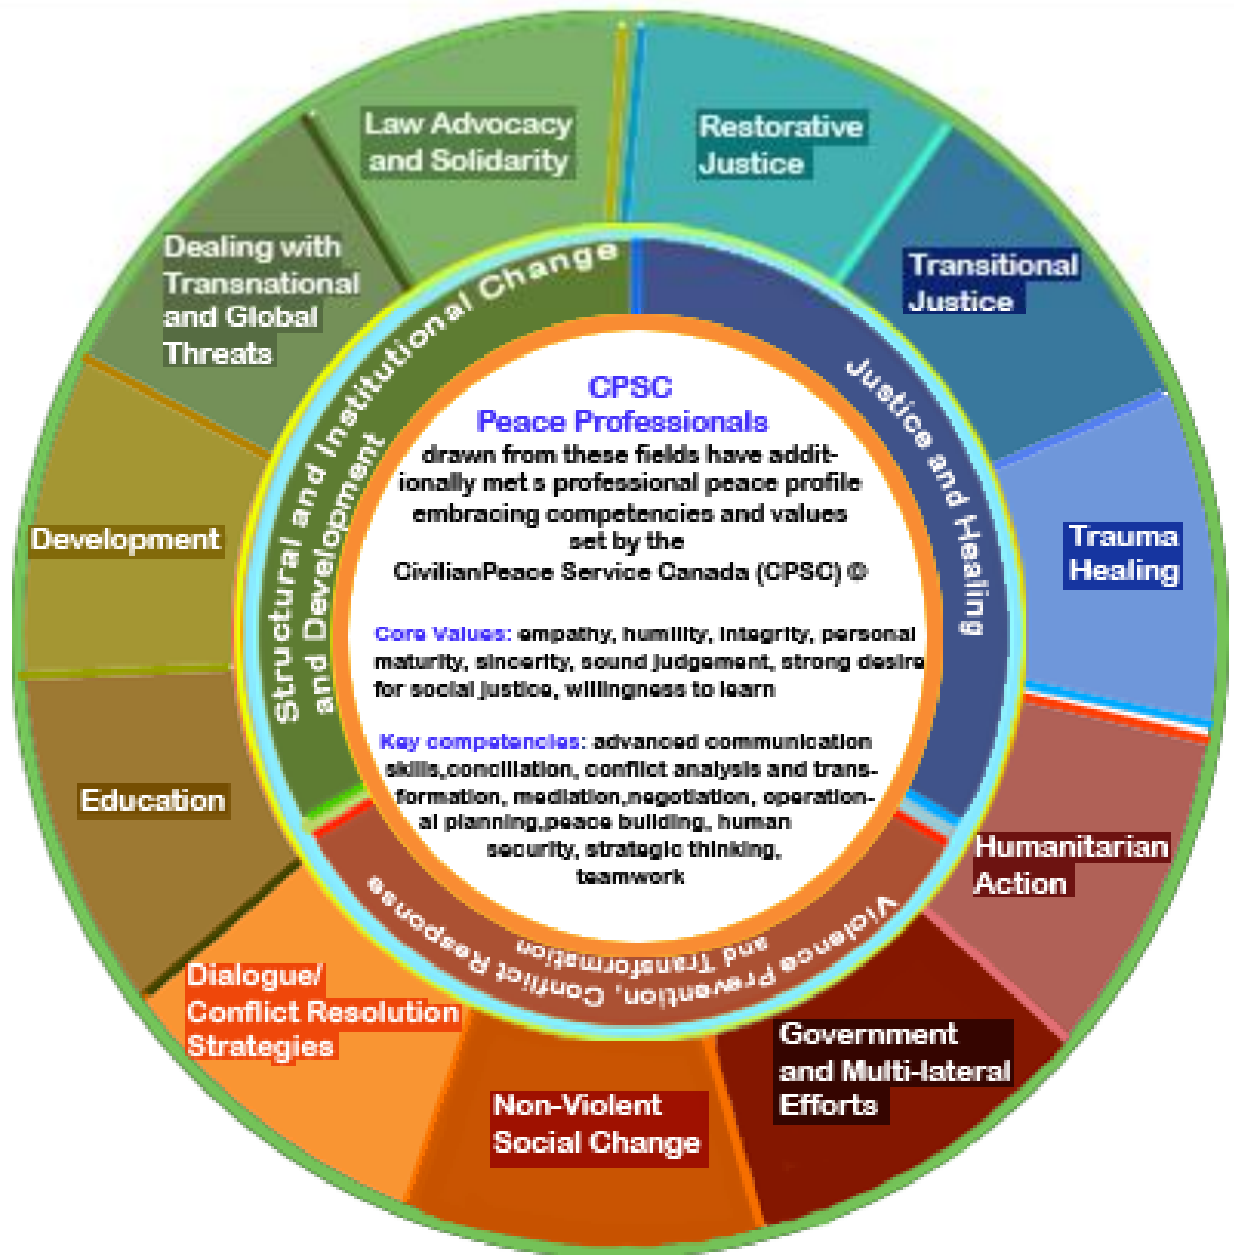 Law Advocacy
and Solidarity
Restorative
Justice
Dealing with
Transnational
and Global
Threats
Transitional
Justice
Development
Trauma
Healing
Education
Humanitarian
Action
Dialogue/
Conflict Resolution
Strategies
Non-Violent
Social Change
Government
and Multi-lateral
Efforts
Structural and Institutional Change
and Development
Justice and Healing
Violence Prevention, Conflict Response
and Transformation
CPSC
Peace Professionals
drawn from these fields have addit-
ionally met s professional peace profile
embracing competencies and values
set by the
CivilianPeace Service Canada (CPSC) ©
Core Values: empathy, humility, integrity, personal
maturity, sincerity, sound judgement, strong desire
for social justice, willingness to learn
Key competencies: advanced communication
skills,conciliation, conflict analysis and trans-
formation, mediation,negotiation, operation-
al planning,peace building, human
security, strategic thinking,
teamwork